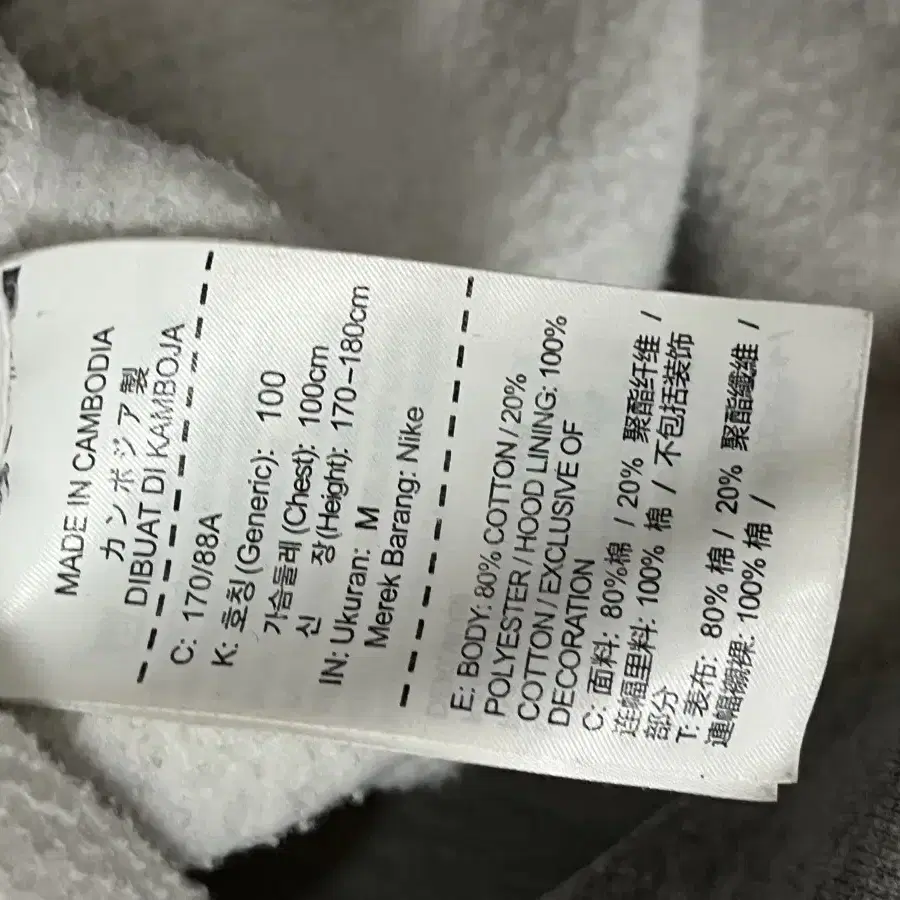 MADE IN CAMBODIA
カンボジア製
DIBUAT DI KAMBOJA
C: 170/88A
K: 호칭(Generic): 100
가슴둘레(Chest): 100cm
신 장(Height): 170-180cm
IN: Ukuran: M
Merek Barang: Nike
E: BODY: 80% COTTON / 20%
POLYESTER / HOOD LINING: 100%
COTTON / EXCLUSIVE OF
DECORATION
C: 面料: 80%棉 / 20% 聚酯纤维 /
连帽里料: 100% 棉 / 不包括装饰
部分
T: 表布: 80% 棉 / 20% 聚酯纖維 /
連帽襯裸: 100% 棉 /